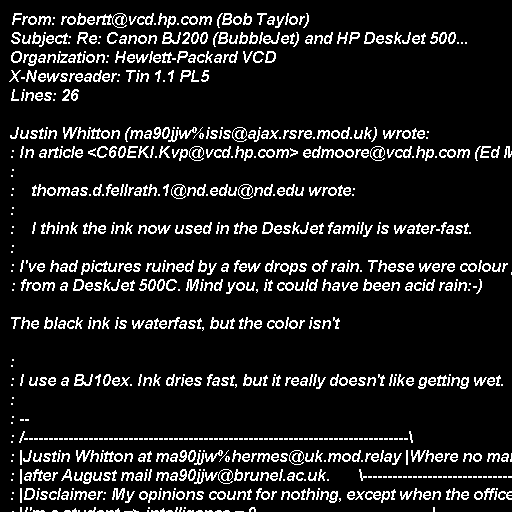 From: robertt@vcd.hp.com (Bob Taylor)
Subject: Re: Canon BJ200 (BubbleJet) and HP DeskJet 500...
Organization: Hewlett-Packard VCD
X-Newsreader: Tin 1.1 PL5
Lines: 26

Justin Whitton (ma90jjw%isis@ajax.rsre.mod.uk) wrote:
: In article <C60EKI.Kvp@vcd.hp.com> edmoore@vcd.hp.com (Ed
:
:    thomas.d.fellrath.1@nd.edu@nd.edu wrote:
:
:    I think the ink now used in the DeskJet family is water-fast.
:
: I've had pictures ruined by a few drops of rain. These were colour
: from a DeskJet 500C. Mind you, it could have been acid rain:-)

The black ink is waterfast, but the color isn't

:
: I use a BJ10ex. Ink dries fast, but it really doesn't like getting wet.
:
: --
: /-----------------------------------------------------------------------------\
: |Justin Whitton at ma90jjw%hermes@uk.mod.relay |Where no
: |after August mail ma90jjw@brunel.ac.uk.      \------------------------------
: |Disclaimer: My opinions count for nothing, except when the office
: |I'm a student => intelligence = 0.